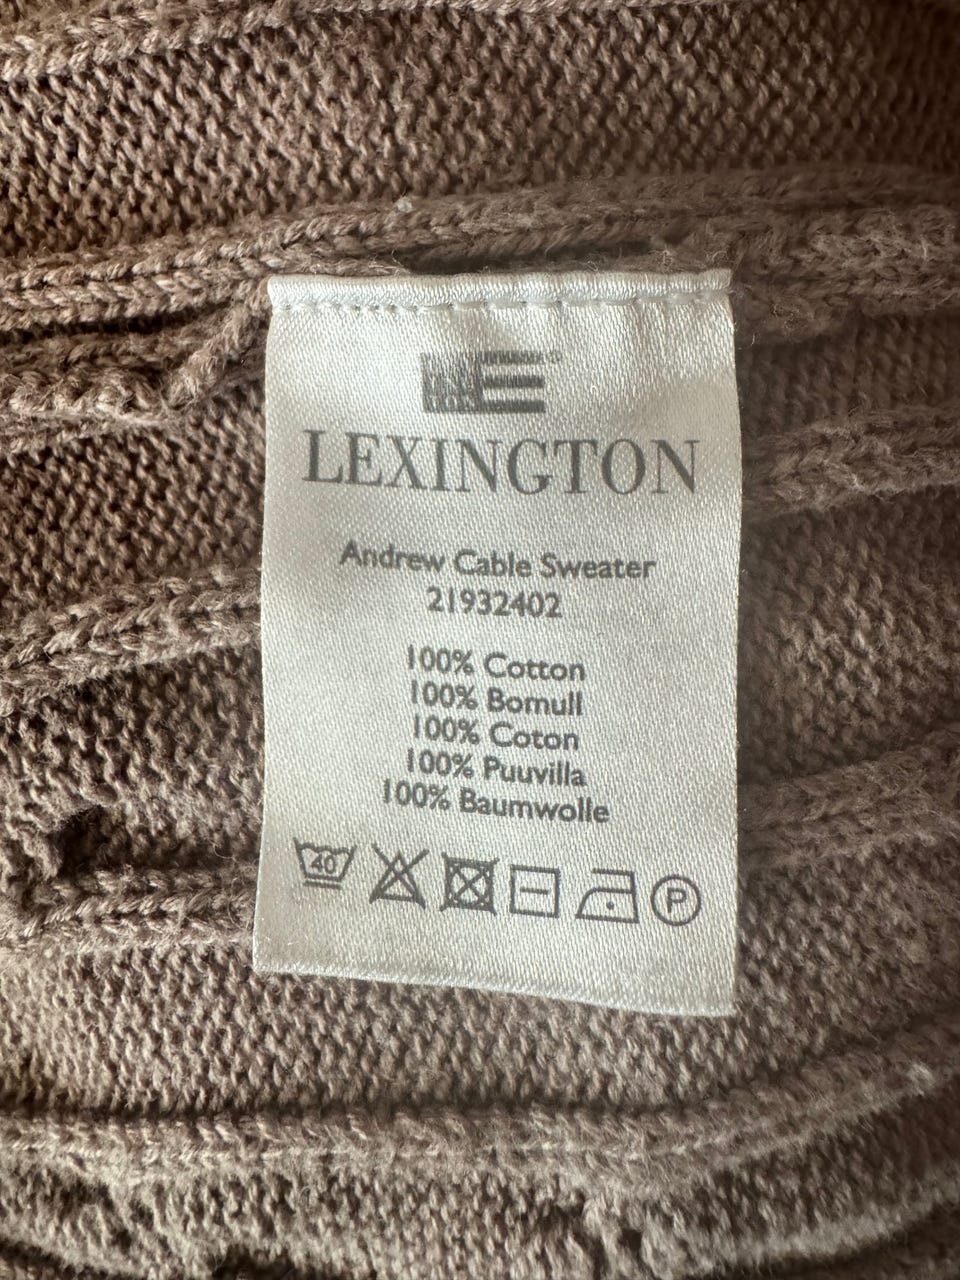 LEXINGTON
Andrew Cable Sweater
21932402
100% Cotton
100% Bomull
100% Coton
100% Puuvilla
100% Baumwolle
40 P